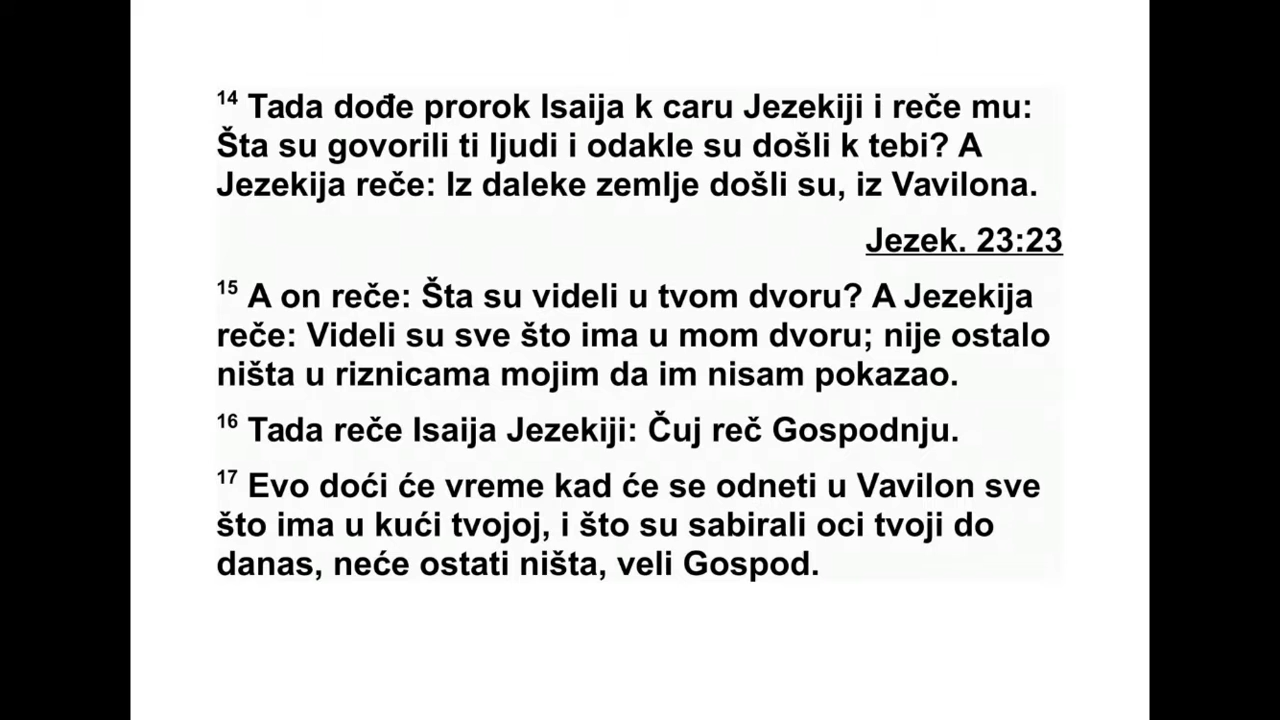 14 Tada dođe prorok Isaija k caru Jezekiji i reče mu:
Šta su govorili ti ljudi i odakle su došli k tebi? A
Jezekija reče: Iz daleke zemlje došli su, iz Vavilona.
Jezek. 23:23
15 A on reče: Šta su videli u tvom dvoru? A Jezekija
reče: Videli su sve što ima u mom dvoru; nije ostalo
ništa u riznicama mojim da im nisam pokazao.
16 Tada reče Isaija Jezekiji: Čuj reč Gospodnju.
17 Evo doći će vreme kad će se odneti u Vavilon sve
što ima u kući tvojoj, i što su sabirali oci tvoji do
danas, neće ostati ništa, veli Gospod.